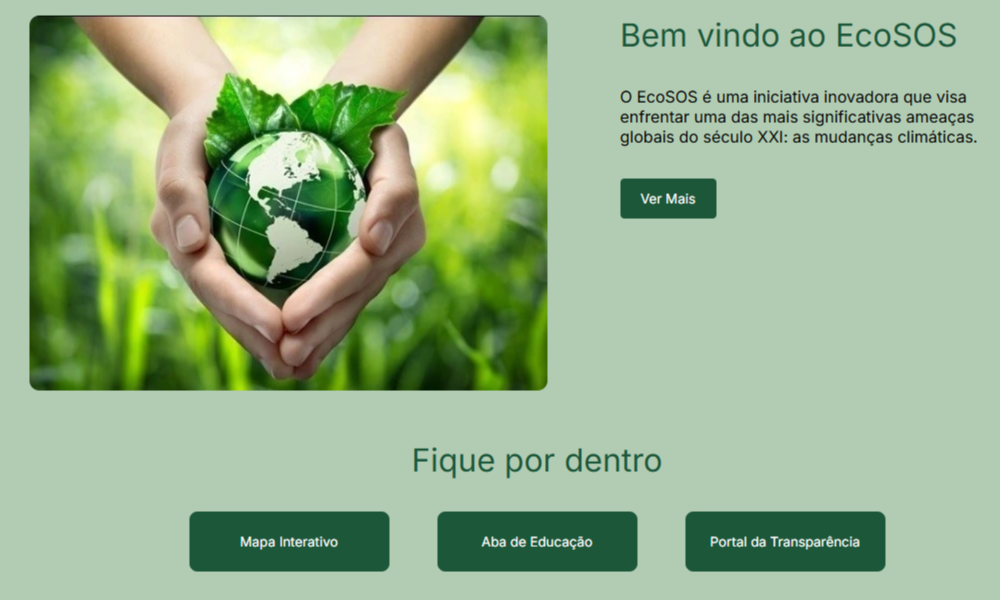 Bem vindo ao EcoSOS
O EcoSOS é uma iniciativa inovadora que visa
enfrentar uma das mais significativas ameaças
globais do século XXI: as mudanças climáticas.
Ver Mais
Fique por dentro
Mapa Interativo
Aba de Educação
Portal da Transparência